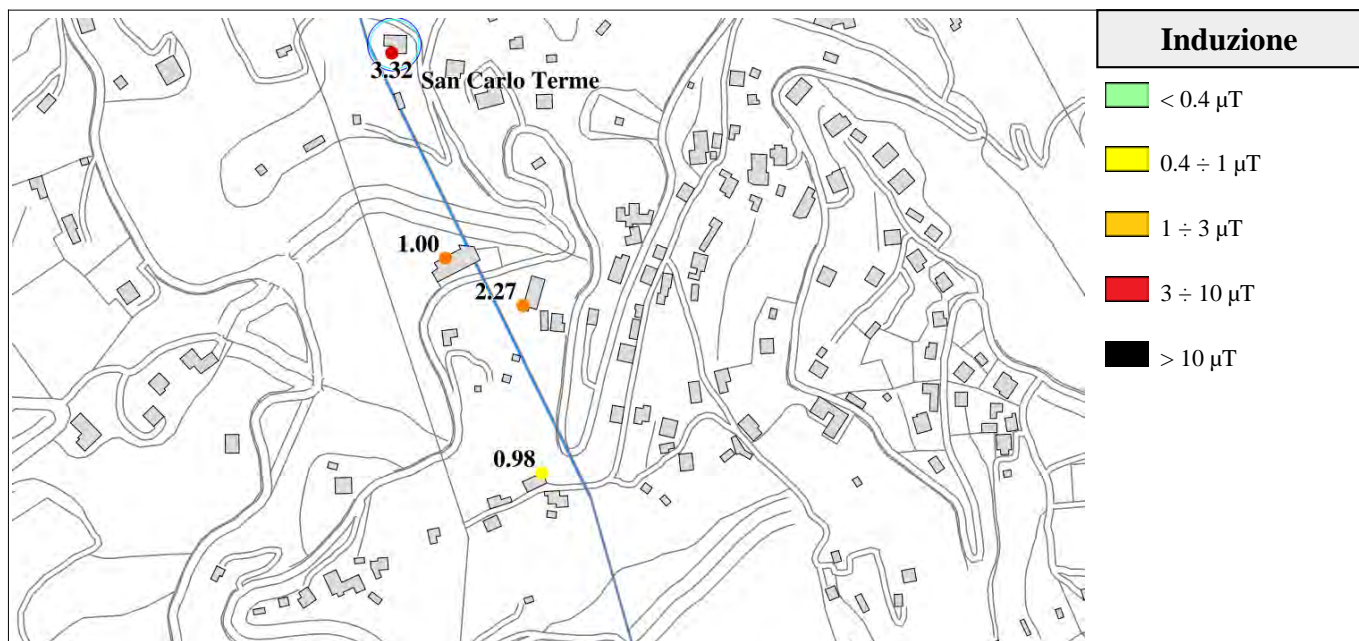 Induzione
3.32
San Carlo Terme
< 0.4 µT
0.4 ÷ 1 µT
1.00
1 ÷ 3 µT
2.27
3 ÷ 10 µT
> 10 µT
0.98